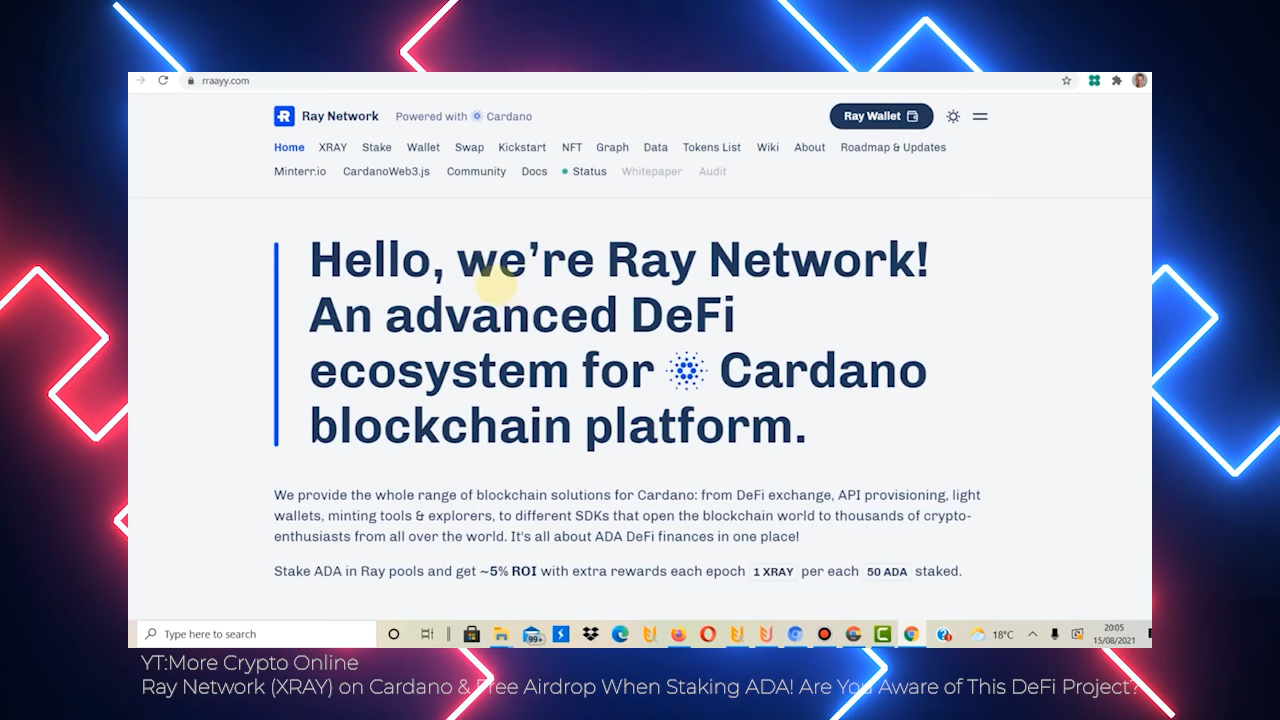 rraayy.com
Ray Network Powered with Cardano Ray Wallet
Home XRAY Stake Wallet Swap Kickstart NFT Graph Data Tokens List Wiki About Roadmap & Updates
Minterr.io CardanoWeb3.js Community Docs Status Whitepaper Audit
Hello, we're Ray Network!
An advanced DeFi
ecosystem for Cardano
blockchain platform.
We provide the whole range of blockchain solutions for Cardano: from DeFi exchange, API provisioning, light
wallets, minting tools & explorers, to different SDKs that open the blockchain world to thousands of crypto-
enthusiasts from all over the world. It's all about ADA DeFi finances in one place!
Stake ADA in Ray pools and get ~5% ROI with extra rewards each epoch 1 XRAY per each 50 ADA staked.
Type here to search 99+ 18°C 20:05
15/08/2021
YT:More Crypto Online
Ray Network (XRAY) on Cardano & Free Airdrop When Staking ADA! Are You Aware of This DeFi Project?